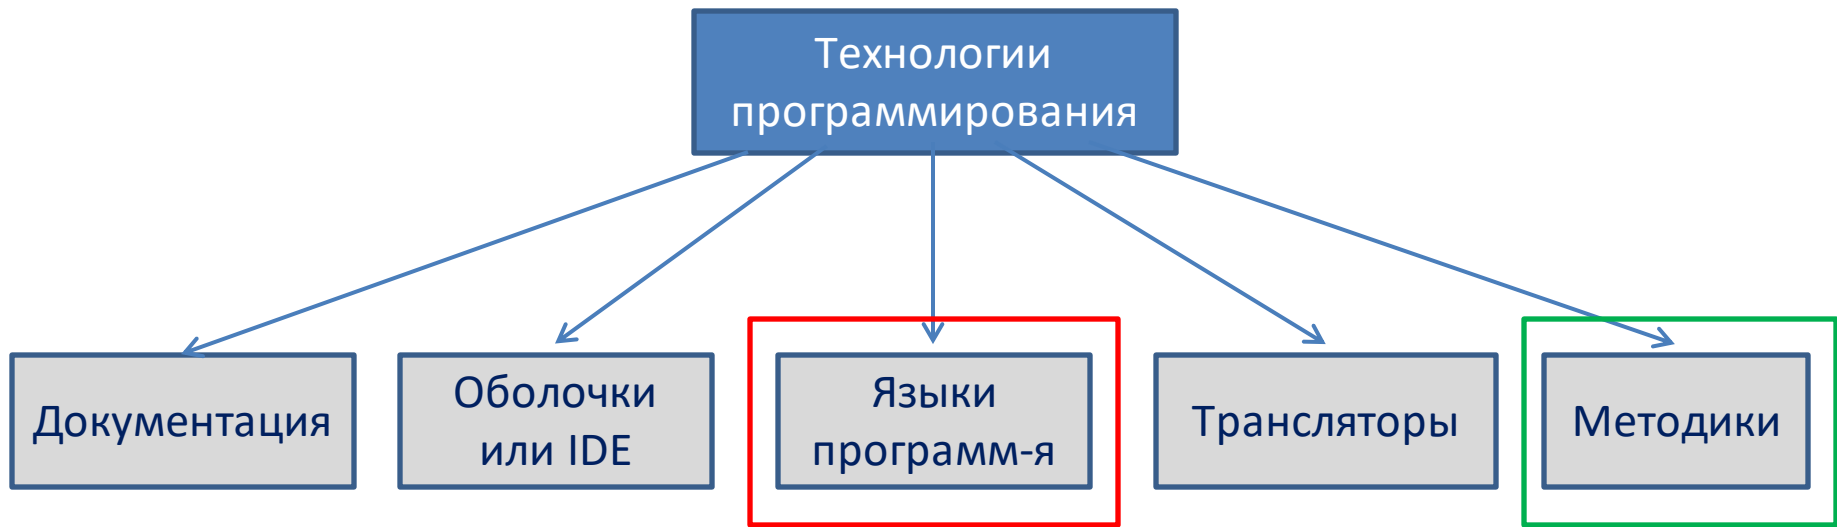 Технологии
программирования
Документация
Оболочки
или IDE
Языки
программ-я
Трансляторы
Методики